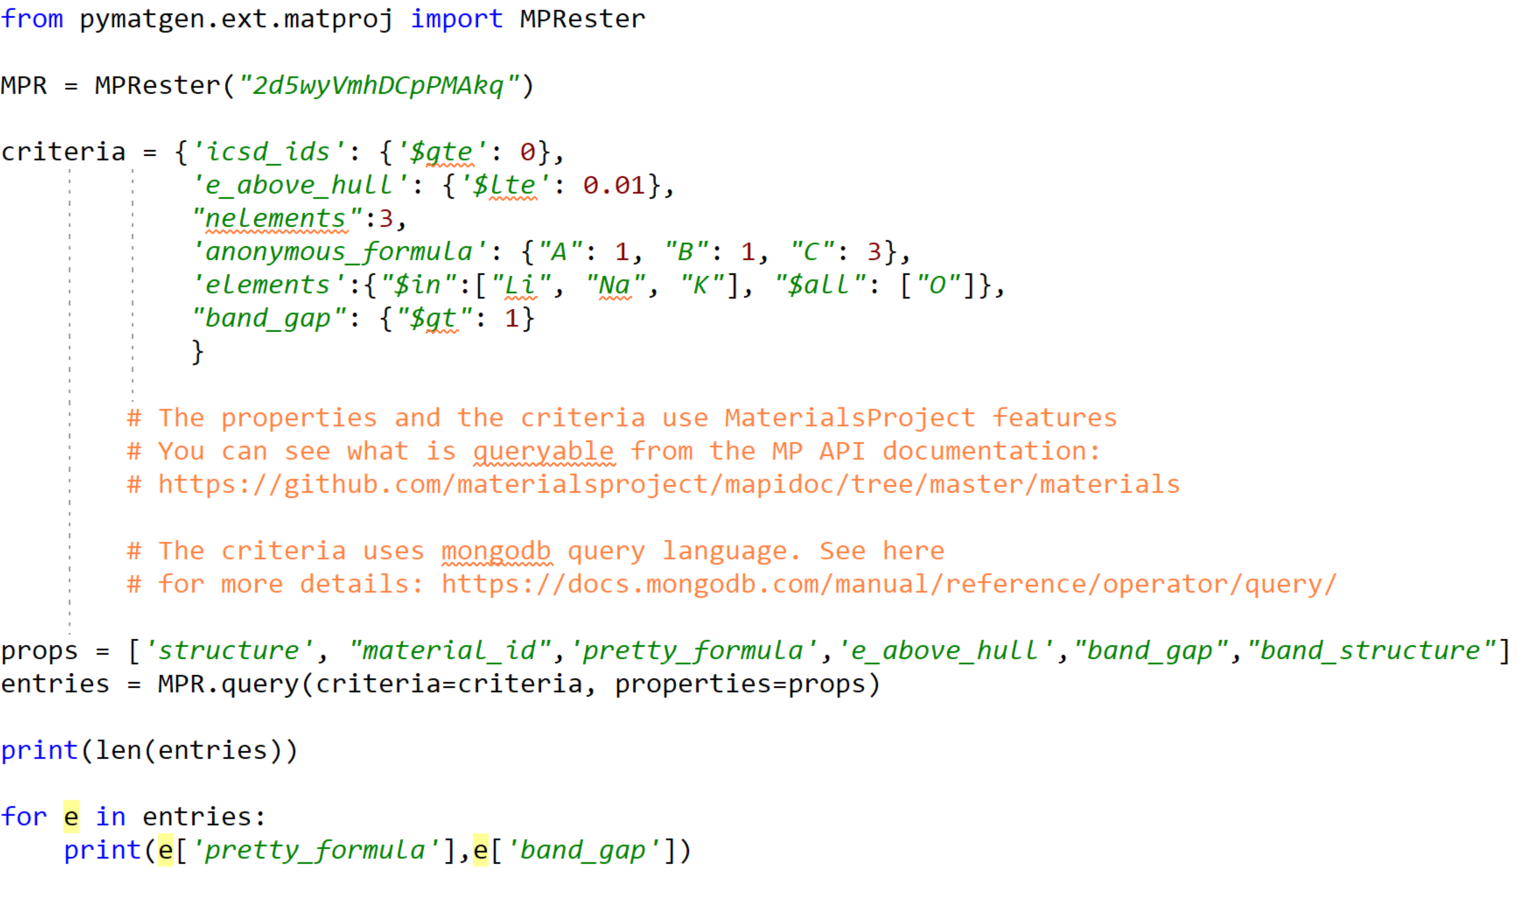 from pymatgen.ext.matproj import MPRester
MPR = MPRester("2d5wyVmhDCpPMAkq")
criteria = {'icsd_ids': {'$gte': 0},
'e_above_hull': {'$lte': 0.01},
"nelements":3,
'anonymous_formula': {"A": 1, "B": 1, "C": 3},
'elements':{"$in":["Li", "Na", "K"], "$all": ["O"]},
"band_gap": {"$gt": 1}
}
# The properties and the criteria use MaterialsProject features
# You can see what is queryable from the MP API documentation:
# https://github.com/materialsproject/mapidoc/tree/master/materials
# The criteria uses mongodb query language. See here
# for more details: https://docs.mongodb.com/manual/reference/operator/query/
props = ['structure', "material_id",'pretty_formula','e_above_hull',"band_gap","band_structure"]
entries = MPR.query(criteria=criteria, properties=props)
print(len(entries))
for e in entries:
print(e['pretty_formula'],e['band_gap'])